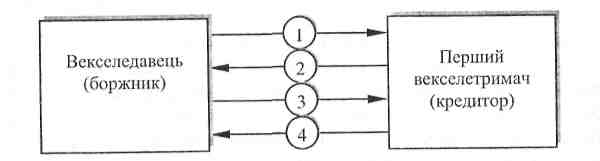 Векселедавець
(боржник)
1
2
3
4
Перший
векселетримач
(кредитор)